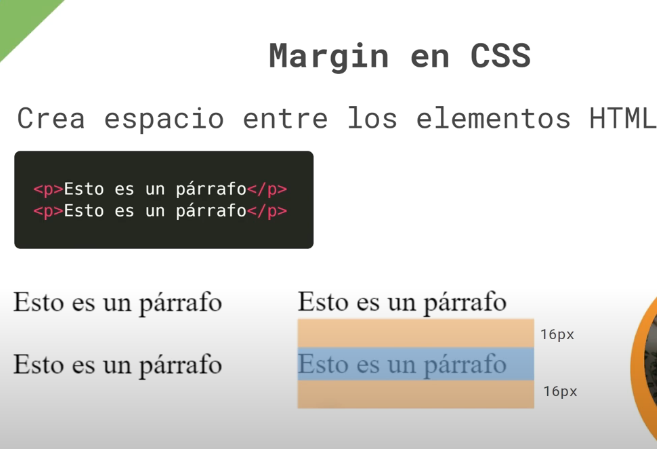 Margin en CSS
Crea espacio entre los elementos HTML
<p>Esto es un párrafo</p>
<p>Esto es un párrafo</p>
Esto es un párrafo
Esto es un párrafo
16px
Esto es un párrafo
Esto es un párrafo
16px